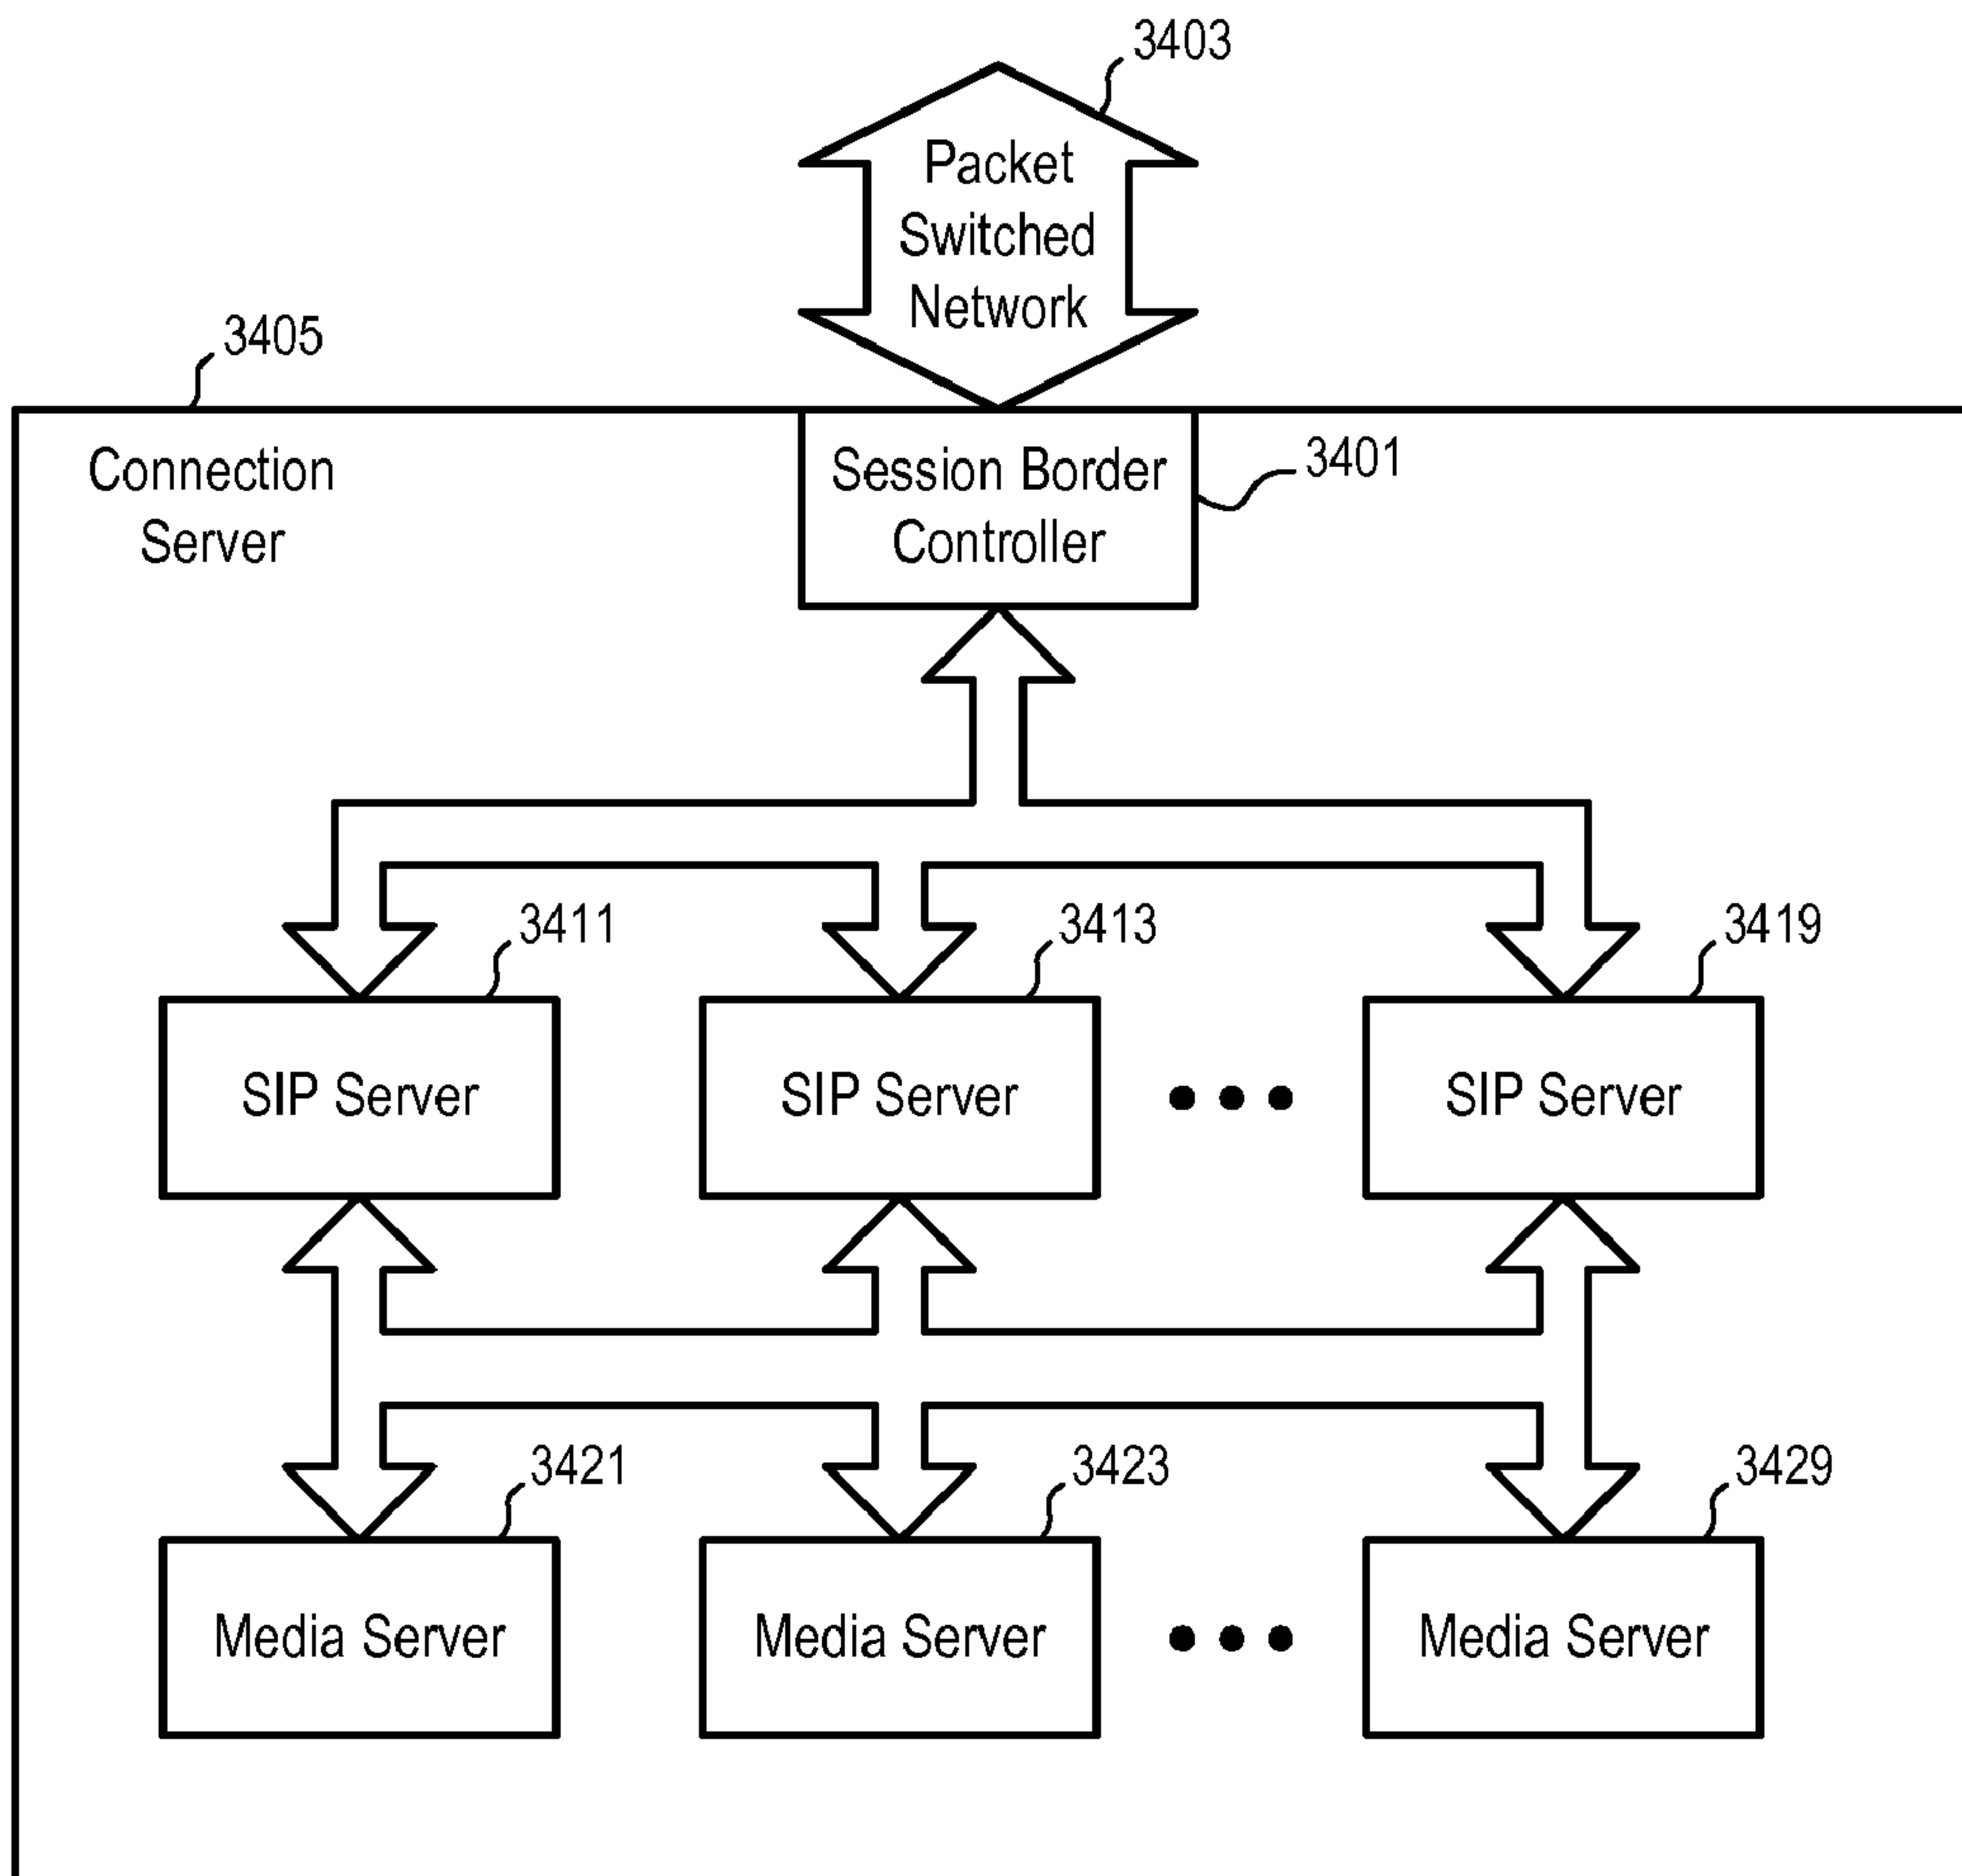 3403
Packet
Switched
Network
3405
Connection
Server
Session Border
Controller
3401
3411
3413
3419
SIP Server
SIP Server
SIP Server
3421
3423
3429
Media Server
Media Server
Media Server